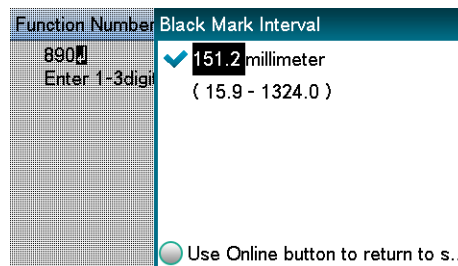 Function Number
890
Enter 1-3digi
Black Mark Interval
151.2 millimeter
( 15.9 - 1324.0 )
Use Online button to return to s..